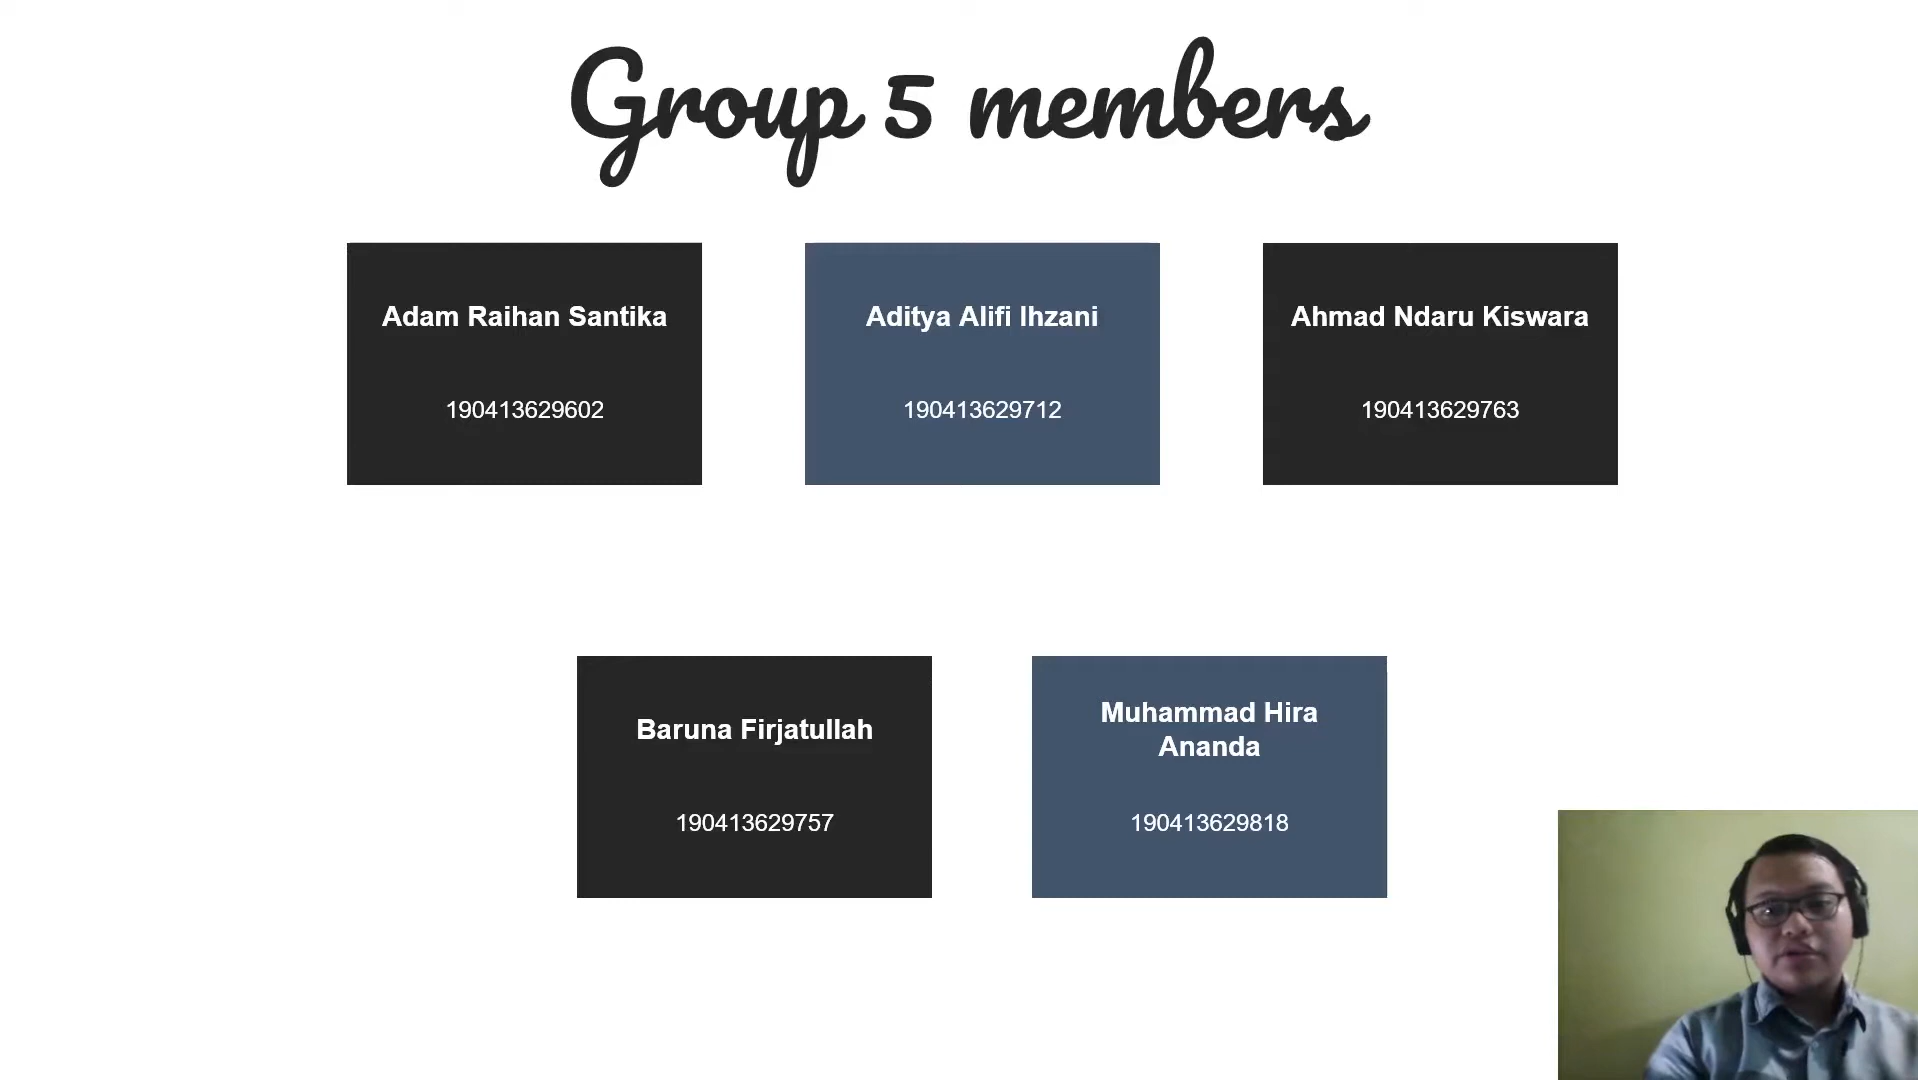 Group 5 members
Adam Raihan Santika
190413629602
Aditya Alifi Ihzani
190413629712
Ahmad Ndaru Kiswara
190413629763
Baruna Firjatullah
190413629757
Muhammad Hira
Ananda
190413629818